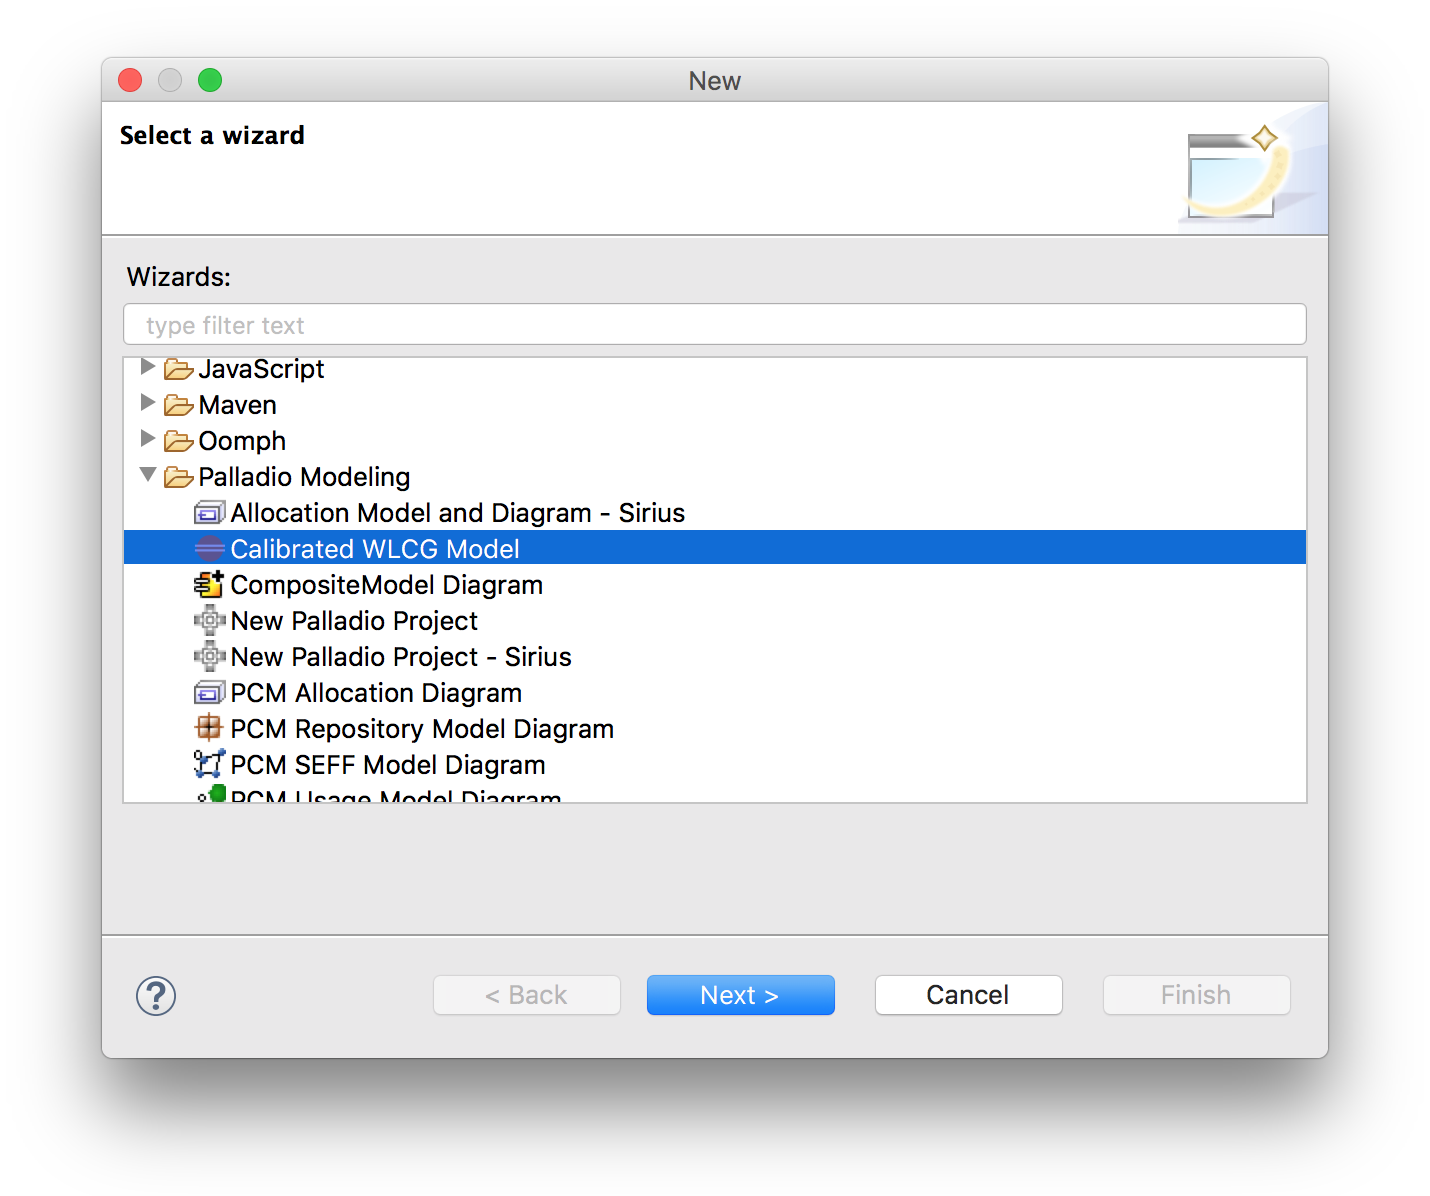 New
Select a wizard
Wizards:
type filter text
JavaScript
Maven
Oomph
Palladio Modeling
Allocation Model and Diagram - Sirius
Calibrated WLCG Model
CompositeModel Diagram
New Palladio Project
New Palladio Project - Sirius
PCM Allocation Diagram
PCM Repository Model Diagram
PCM SEFF Model Diagram
PCM Usage Model Diagram
?
< Back
Next >
Cancel
Finish